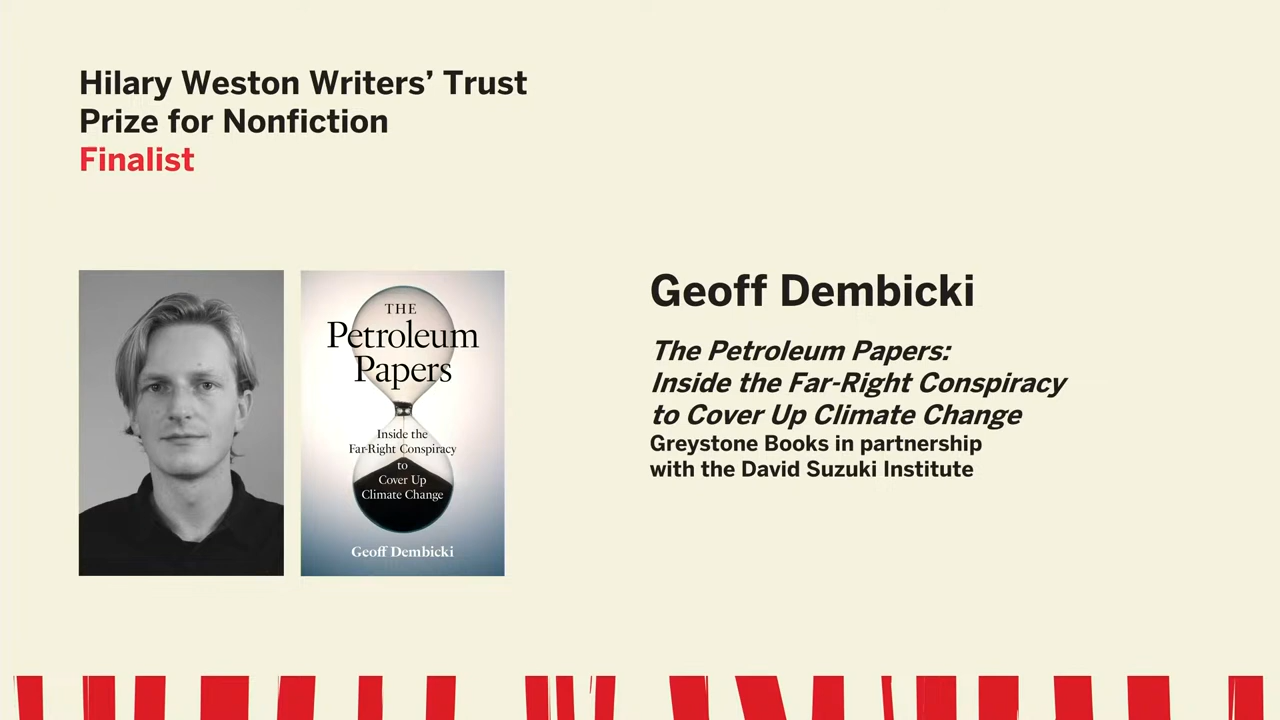 Hilary Weston Writers’ Trust
Prize for Nonfiction
Finalist
THE
Petroleum
Papers
Inside the
Far-Right Conspiracy
to
Cover Up
Climate Change
Geoff Dembicki
Geoff Dembicki
The Petroleum Papers:
Inside the Far-Right Conspiracy
to Cover Up Climate Change
Greystone Books in partnership
with the David Suzuki Institute